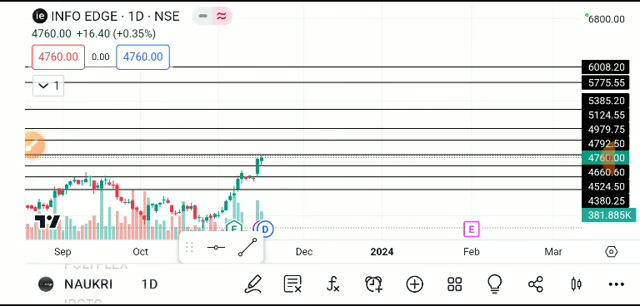 ie INFO EDGE · 1D · NSE
4760.00 +16.40 (+0.35%)
4760.00 0.00 4760.00
1
6800.00
6008.20
5775.55
5385.20
5124.55
4979.75
4792.50
4760.00
4660.60
4524.50
4380.25
381.885K
E D E
Sep Oct Dec 2024 Feb Mar
NAUKRI 1D